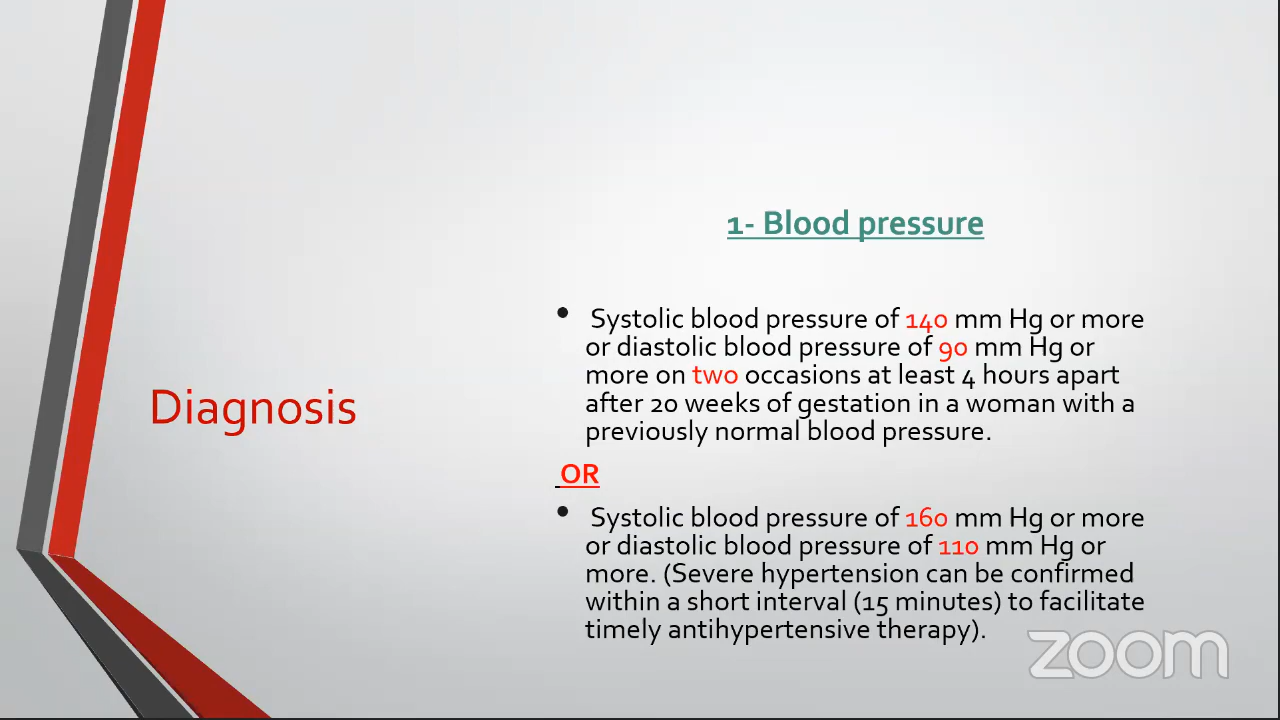 Diagnosis
1- Blood pressure
• Systolic blood pressure of 140 mm Hg or more
or diastolic blood pressure of 90 mm Hg or
more on two occasions at least 4 hours apart
after 20 weeks of gestation in a woman with a
previously normal blood pressure.
OR
• Systolic blood pressure of 160 mm Hg or more
or diastolic blood pressure of 110 mm Hg or
more. (Severe hypertension can be confirmed
within a short interval (15 minutes) to facilitate
timely antihypertensive therapy).
zoom